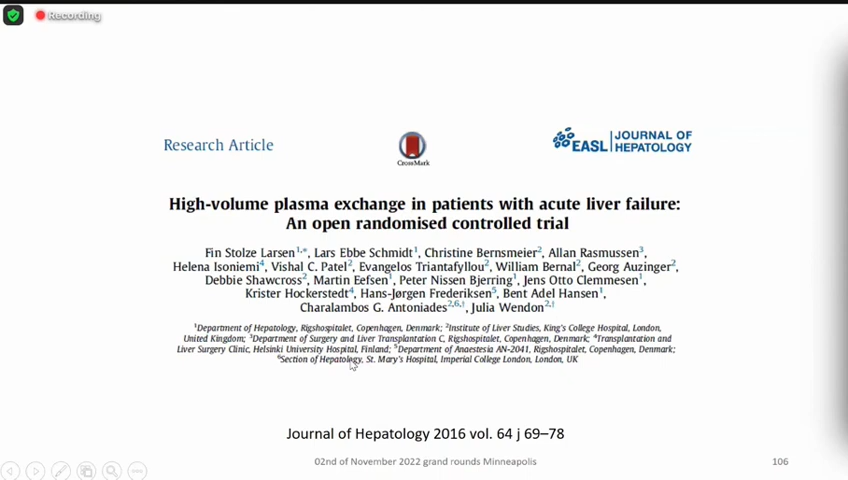 Recording
Research Article
CrossMark
EASL JOURNAL OF
HEPATOLOGY
High-volume plasma exchange in patients with acute liver failure:
An open randomised controlled trial
Fin Stolze Larsen1,*, Lars Ebbe Schmidt1, Christine Bernsmeier2, Allan Rasmussen3,
Helena Isoniemi4, Vishal C. Patel2, Evangelos Triantafyllou2, William Bernal2, Georg Auzinger2,
Debbie Shawcross2, Martin Eefsen1, Peter Nissen Bjerring1, Jens Otto Clemmesen1,
Krister Hockerstedt4, Hans-Jørgen Frederiksen5, Bent Adel Hansen1,
Charalambos G. Antoniades2,6,†, Julia Wendon2,†
1Department of Hepatology, Rigshospitalet, Copenhagen, Denmark; 2Institute of Liver Studies, King's College Hospital, London,
United Kingdom; 3Department of Surgery and Liver Transplantation C, Rigshospitalet, Copenhagen, Denmark; 4Transplantation and
Liver Surgery Clinic, Helsinki University Hospital, Finland; 5Department of Anaestesia AN-2041, Rigshospitalet, Copenhagen, Denmark;
6Section of Hepatology, St. Mary's Hospital, Imperial College London, London, UK
Journal of Hepatology 2016 vol. 64 j 69–78
02nd of November 2022 grand rounds Minneapolis
106